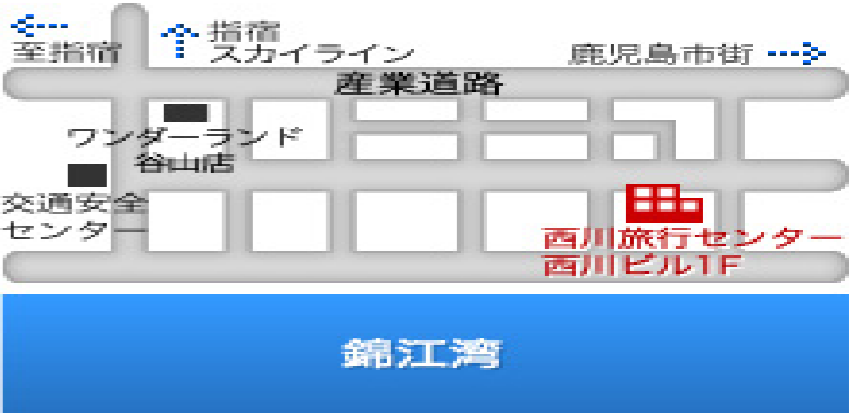 至指宿
指宿
スカイライン
鹿児島市街
産業道路
ワンダーランド
谷山店
交通安全
センター
西川旅行センター
西川ビル1F
錦江湾